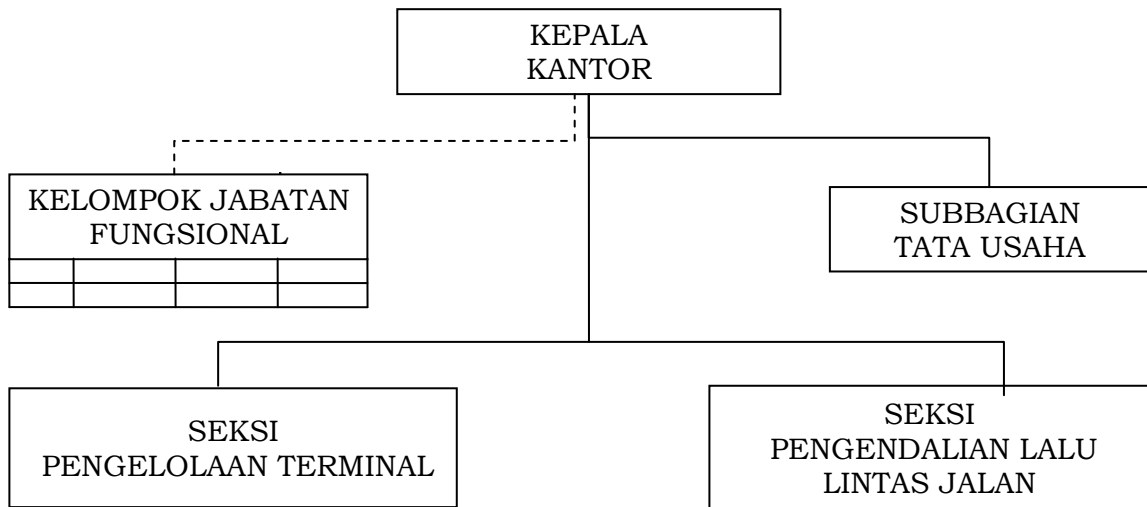 KEPALA
KANTOR
KELOMPOK JABATAN
FUNGSIONAL
SUBBAGIAN
TATA USAHA
SEKSI
PENGELOLAAN TERMINAL
SEKSI
PENGENDALIAN LALU
LINTAS JALAN